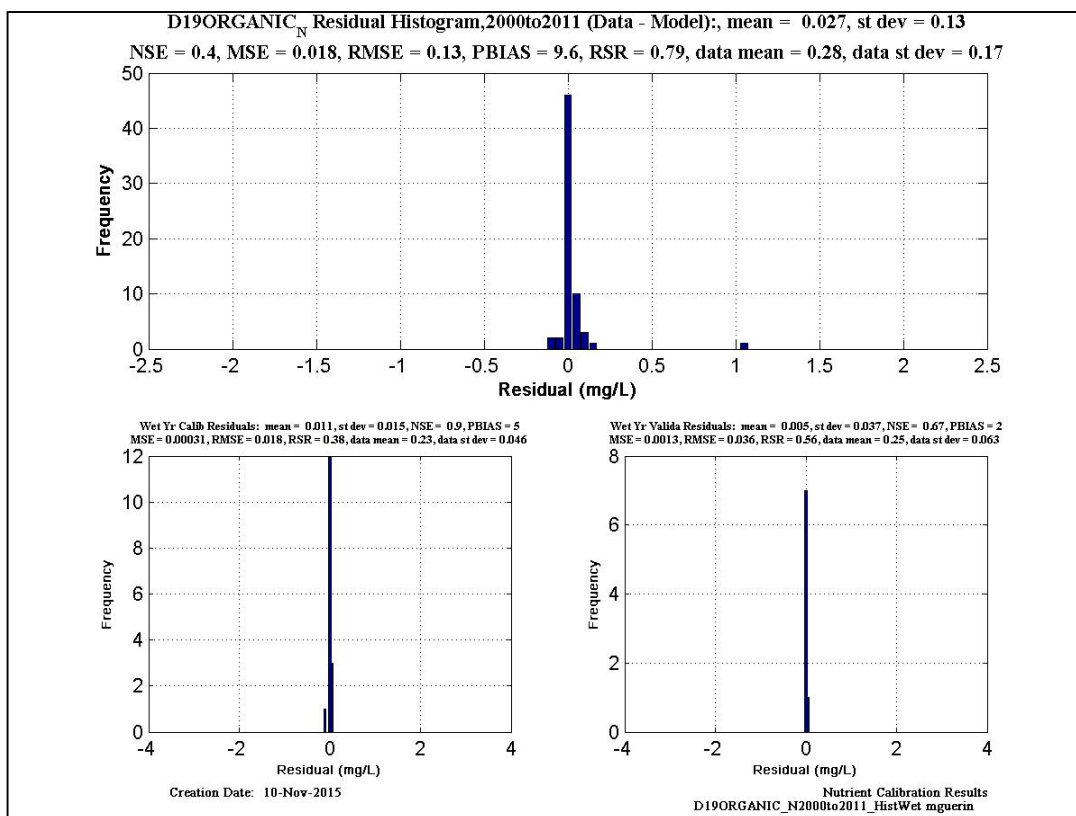 D19ORGANIC_N Residual Histogram,2000to2011 (Data - Model):, mean = 0.027, st dev = 0.13
NSE = 0.4, MSE = 0.018, RMSE = 0.13, PBIAS = 9.6, RSR = 0.79, data mean = 0.28, data st dev = 0.17
50
40
30
20
10
0
Frequency
-2.5 -2 -1.5 -1 -0.5 0 0.5 1 1.5 2 2.5
Residual (mg/L)
Wet Yr Calib Residuals: mean = 0.011, st dev = 0.015, NSE = 0.9, PBIAS = 5
MSE = 0.00031, RMSE = 0.018, RSR = 0.38, data mean = 0.23, data st dev = 0.046
12
10
8
6
4
2
0
Frequency
-4 -2 0 2 4
Residual (mg/L)
Wet Yr Valida Residuals: mean = 0.005, st dev = 0.037, NSE = 0.67, PBIAS = 2
MSE = 0.0013, RMSE = 0.036, RSR = 0.56, data mean = 0.25, data st dev = 0.063
8
6
4
2
0
Frequency
-4 -2 0 2 4
Residual (mg/L)
Creation Date: 10-Nov-2015
Nutrient Calibration Results
D19ORGANIC_N2000to2011_HistWet mguerin